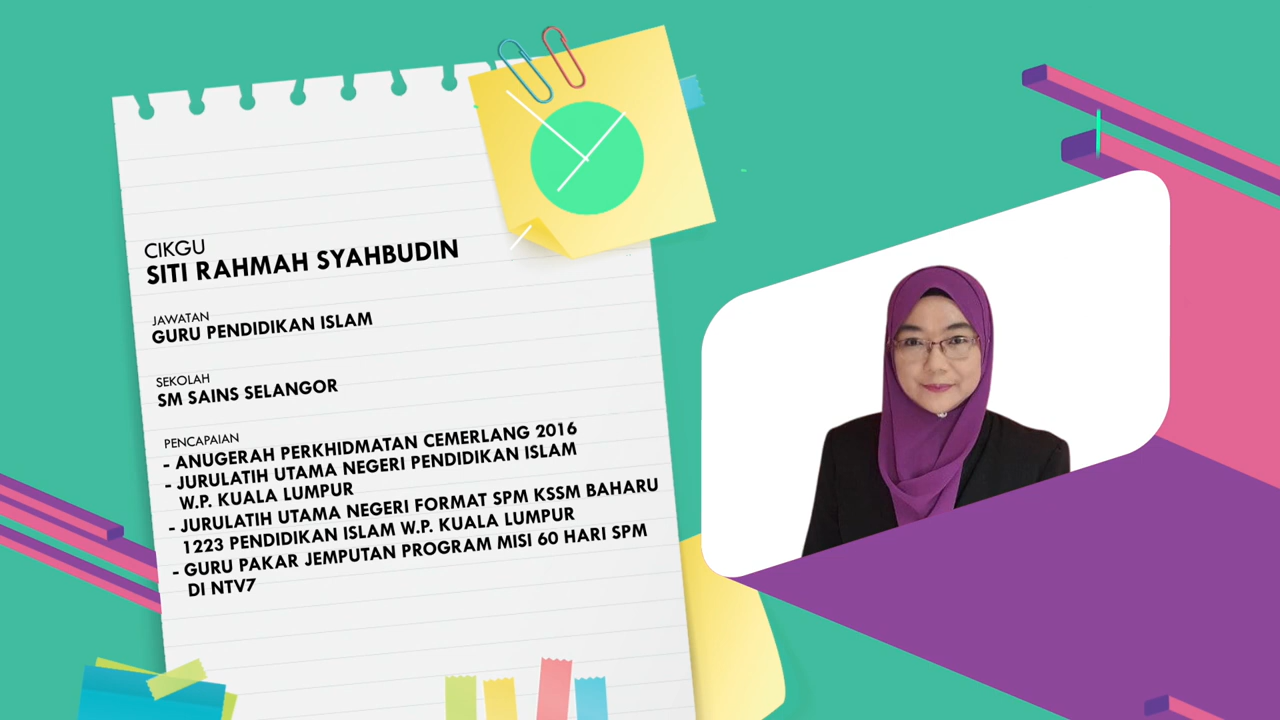 CIKGU
SITI RAHMAH SYAHBUDIN
JAWATAN
GURU PENDIDIKAN ISLAM
SEKOLAH
SM SAINS SELANGOR
PENCAPAIAN
- ANUGERAH PERKHIDMATAN CEMERLANG 2016
- JURULATIH UTAMA NEGERI PENDIDIKAN ISLAM
W.P. KUALA LUMPUR
- JURULATIH UTAMA NEGERI FORMAT SPM KSSM BAHARU
1223 PENDIDIKAN ISLAM W.P. KUALA LUMPUR
- GURU PAKAR JEMPUTAN PROGRAM MISI 60 HARI SPM
DI NTV7